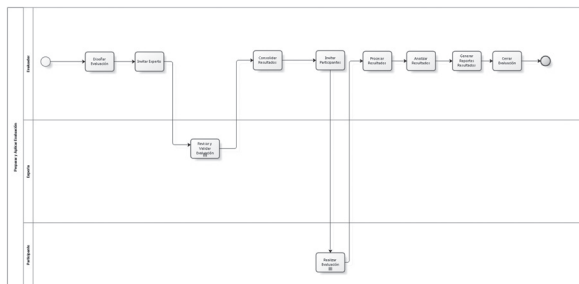 Preparar y Aplicar Evaluación
Evaluador
Experto
Participante
Diseñar
Evaluación
Invitar Experto
Revisar y
Validar
Evaluación
Consolidar
Resultados
Invitar
Participantes
Realizar
Evaluación
Procesar
Resultados
Analizar
Resultados
Generar
Reportes
Resultados
Cerrar
Evaluación